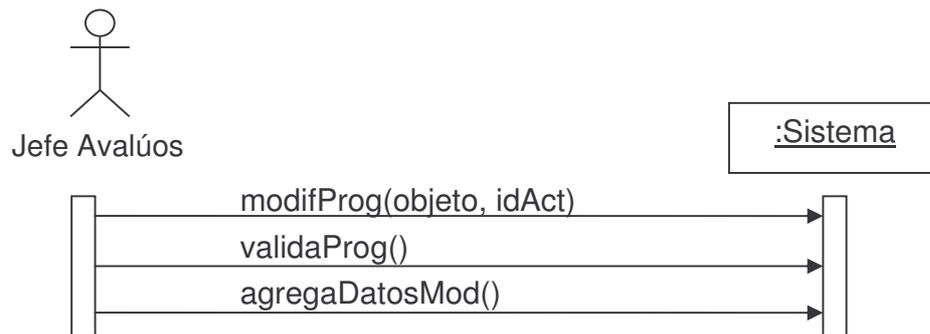 Jefe Avalúos
:Sistema
modifProg(objeto, idAct)
validaProg()
agregaDatosMod()